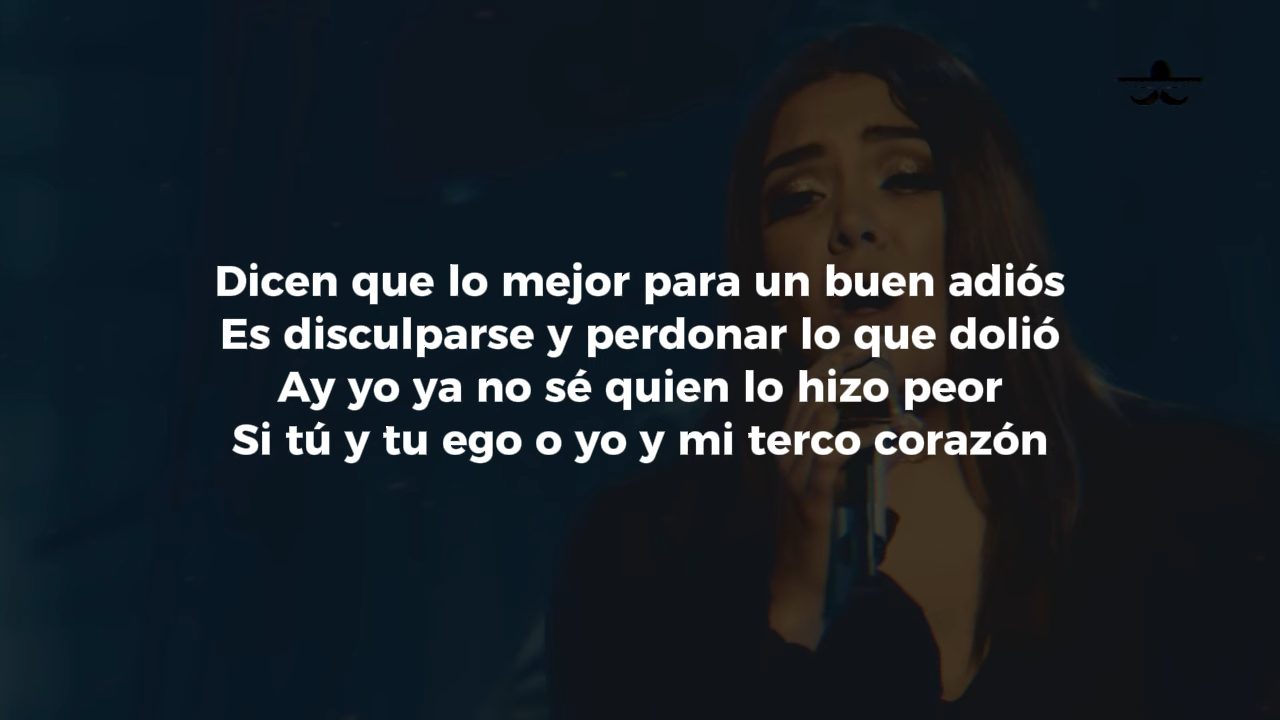 Dicen que lo mejor para un buen adiós
Es disculparse y perdonar lo que dolió
Ay yo ya no sé quien lo hizo peor
Si tú y tu ego o yo y mi terco corazón